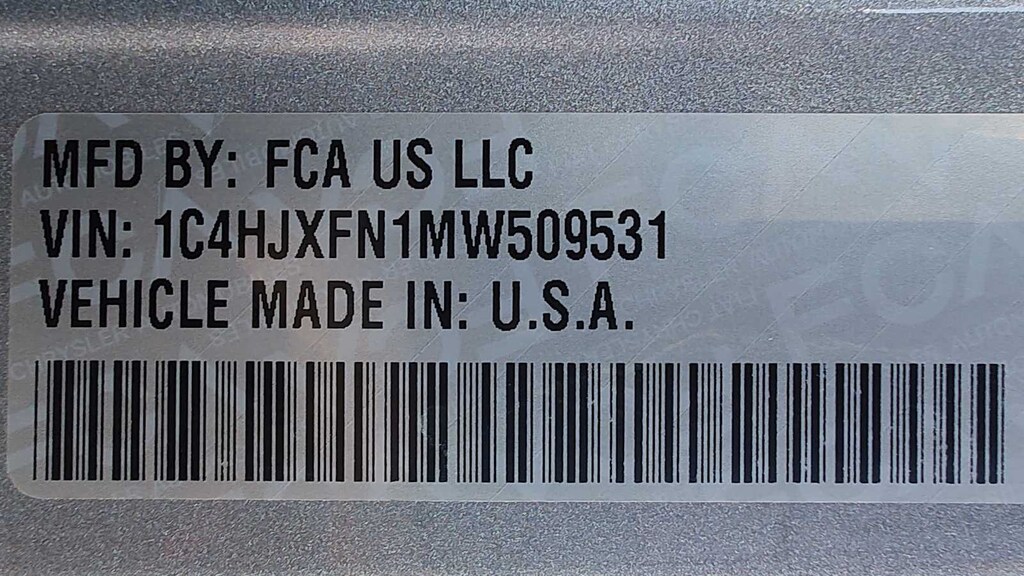 MFD BY: FCA US LLC
VIN: 1C4HJXFN1MW509531
VEHICLE MADE IN: U.S.A.